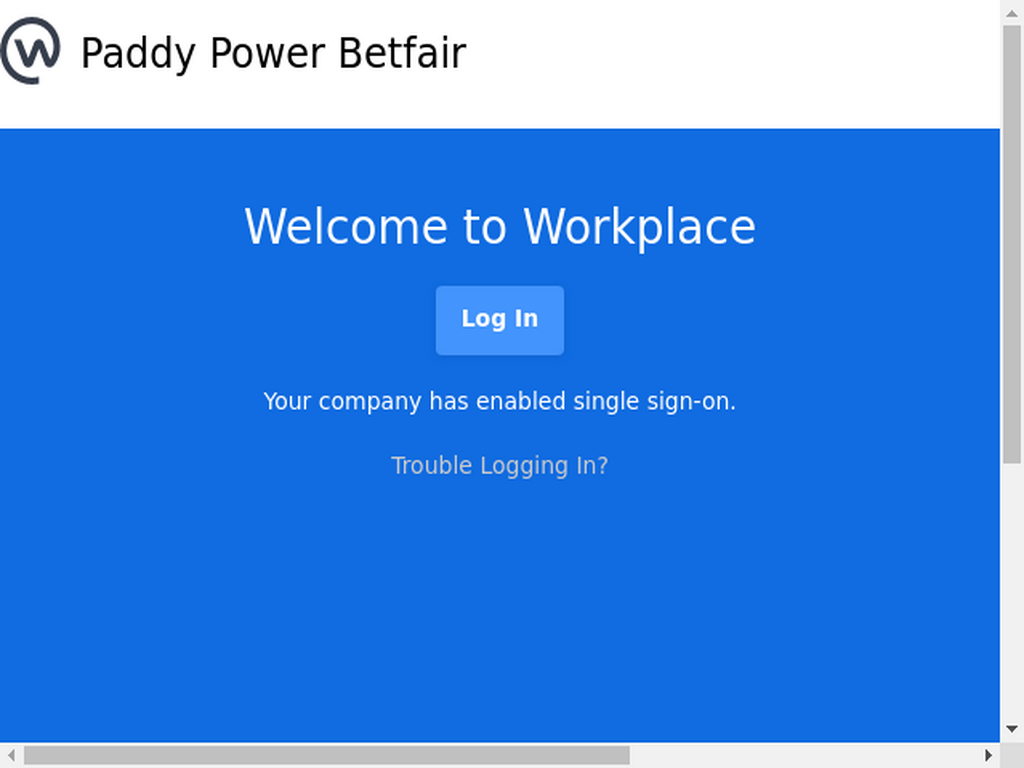 Paddy Power Betfair
Welcome to Workplace
Log In
Your company has enabled single sign-on.
Trouble Logging In?